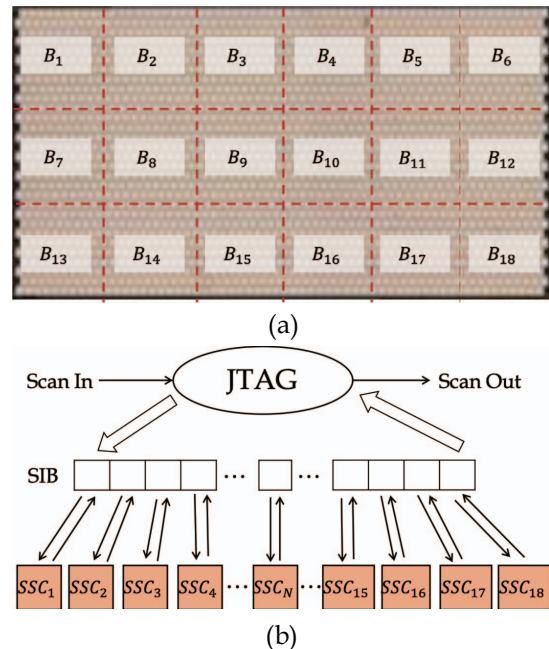 B₁ B₂ B₃ B₄ B₅ B₆
B₇ B₈ B₉ B₁₀ B₁₁ B₁₂
B₁₃ B₁₄ B₁₅ B₁₆ B₁₇ B₁₈
(a)
Scan In JTAG Scan Out
SIB ... ...
SSC₁ SSC₂ SSC₃ SSC₄ ... SSC_N ... SSC₁₅ SSC₁₆ SSC₁₇ SSC₁₈
(b)